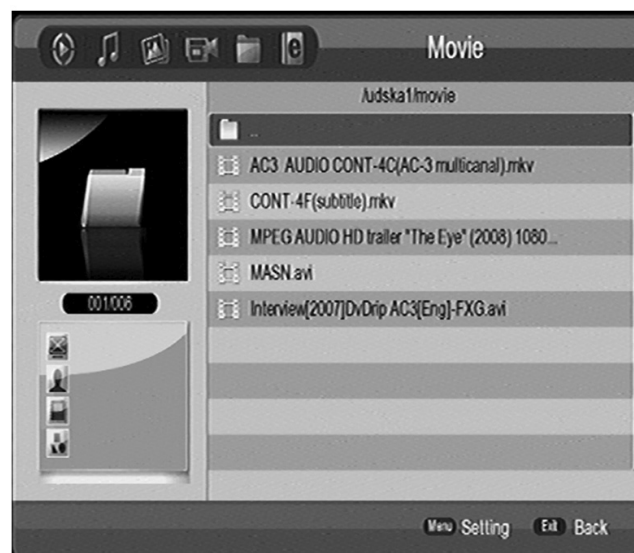 Movie
/udska1/movie
..
AC3 AUDIO CONT-4C(AC-3 multicanal).mkv
CONT-4F(subtitle).mkv
MPEG AUDIO HD trailer "The Eye" (2008) 1080...
MASN.avi
Interview[2007]DvDrip AC3[Eng]-FXG.avi
001/006
Menu Setting Exit Back